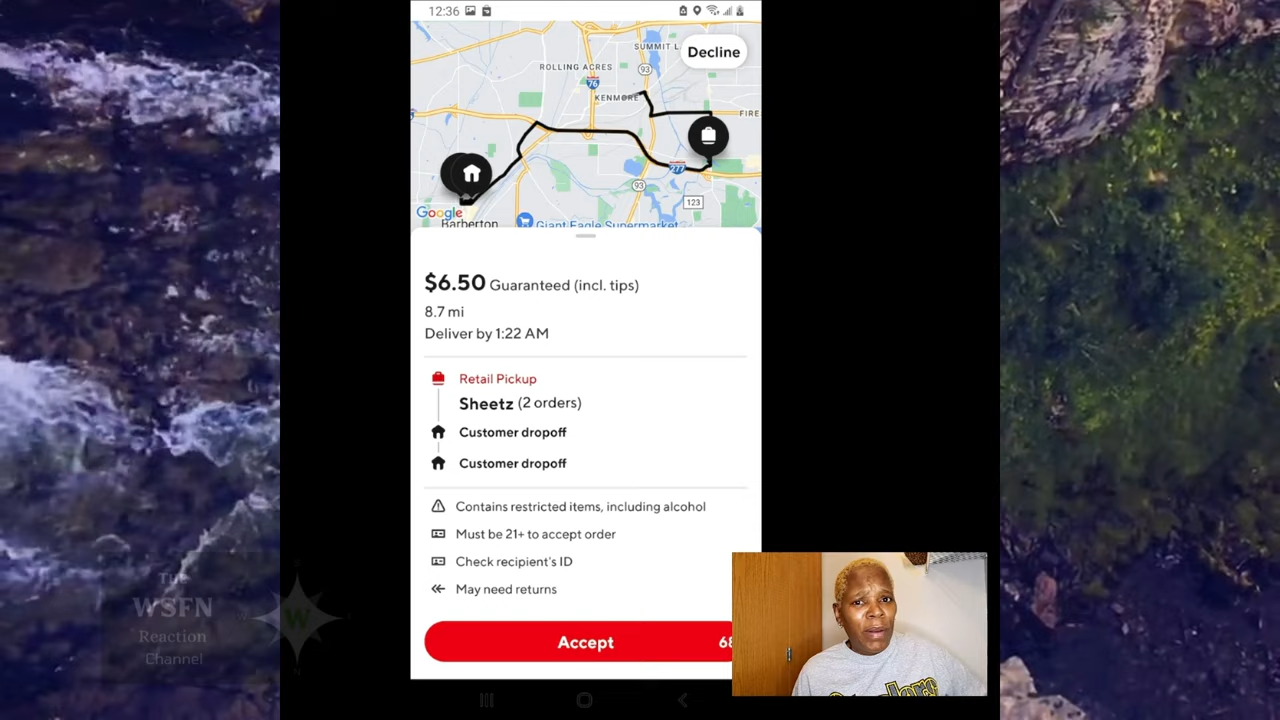 12:36
Decline
SUMMIT L
ROLLING ACRES
93
76
KENMORE
FIRE
277
93
123
Google
Barberton
Giant Eagle Supermarket
$6.50 Guaranteed (incl. tips)
8.7 mi
Deliver by 1:22 AM
Retail Pickup
Sheetz (2 orders)
Customer dropoff
Customer dropoff
Contains restricted items, including alcohol
Must be 21+ to accept order
Check recipient's ID
May need returns
Accept 68
The
WSFN
Reaction
Channel
W